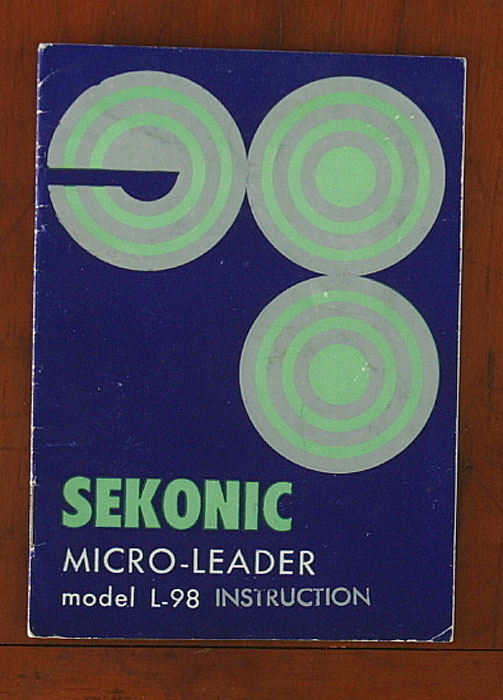 SEKONIC
MICRO-LEADER
model L-98 INSTRUCTION